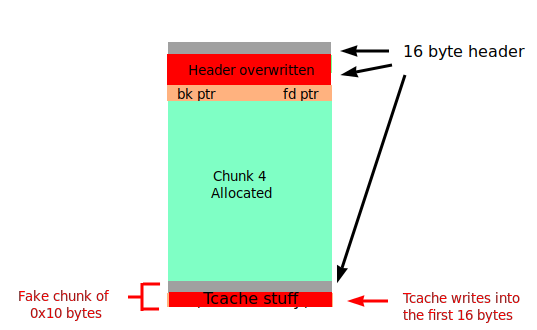 16 byte header
Header overwritten
bk ptr fd ptr
Chunk 4
Allocated
Tcache stuff
Fake chunk of
0x10 bytes
Tcache writes into
the first 16 bytes